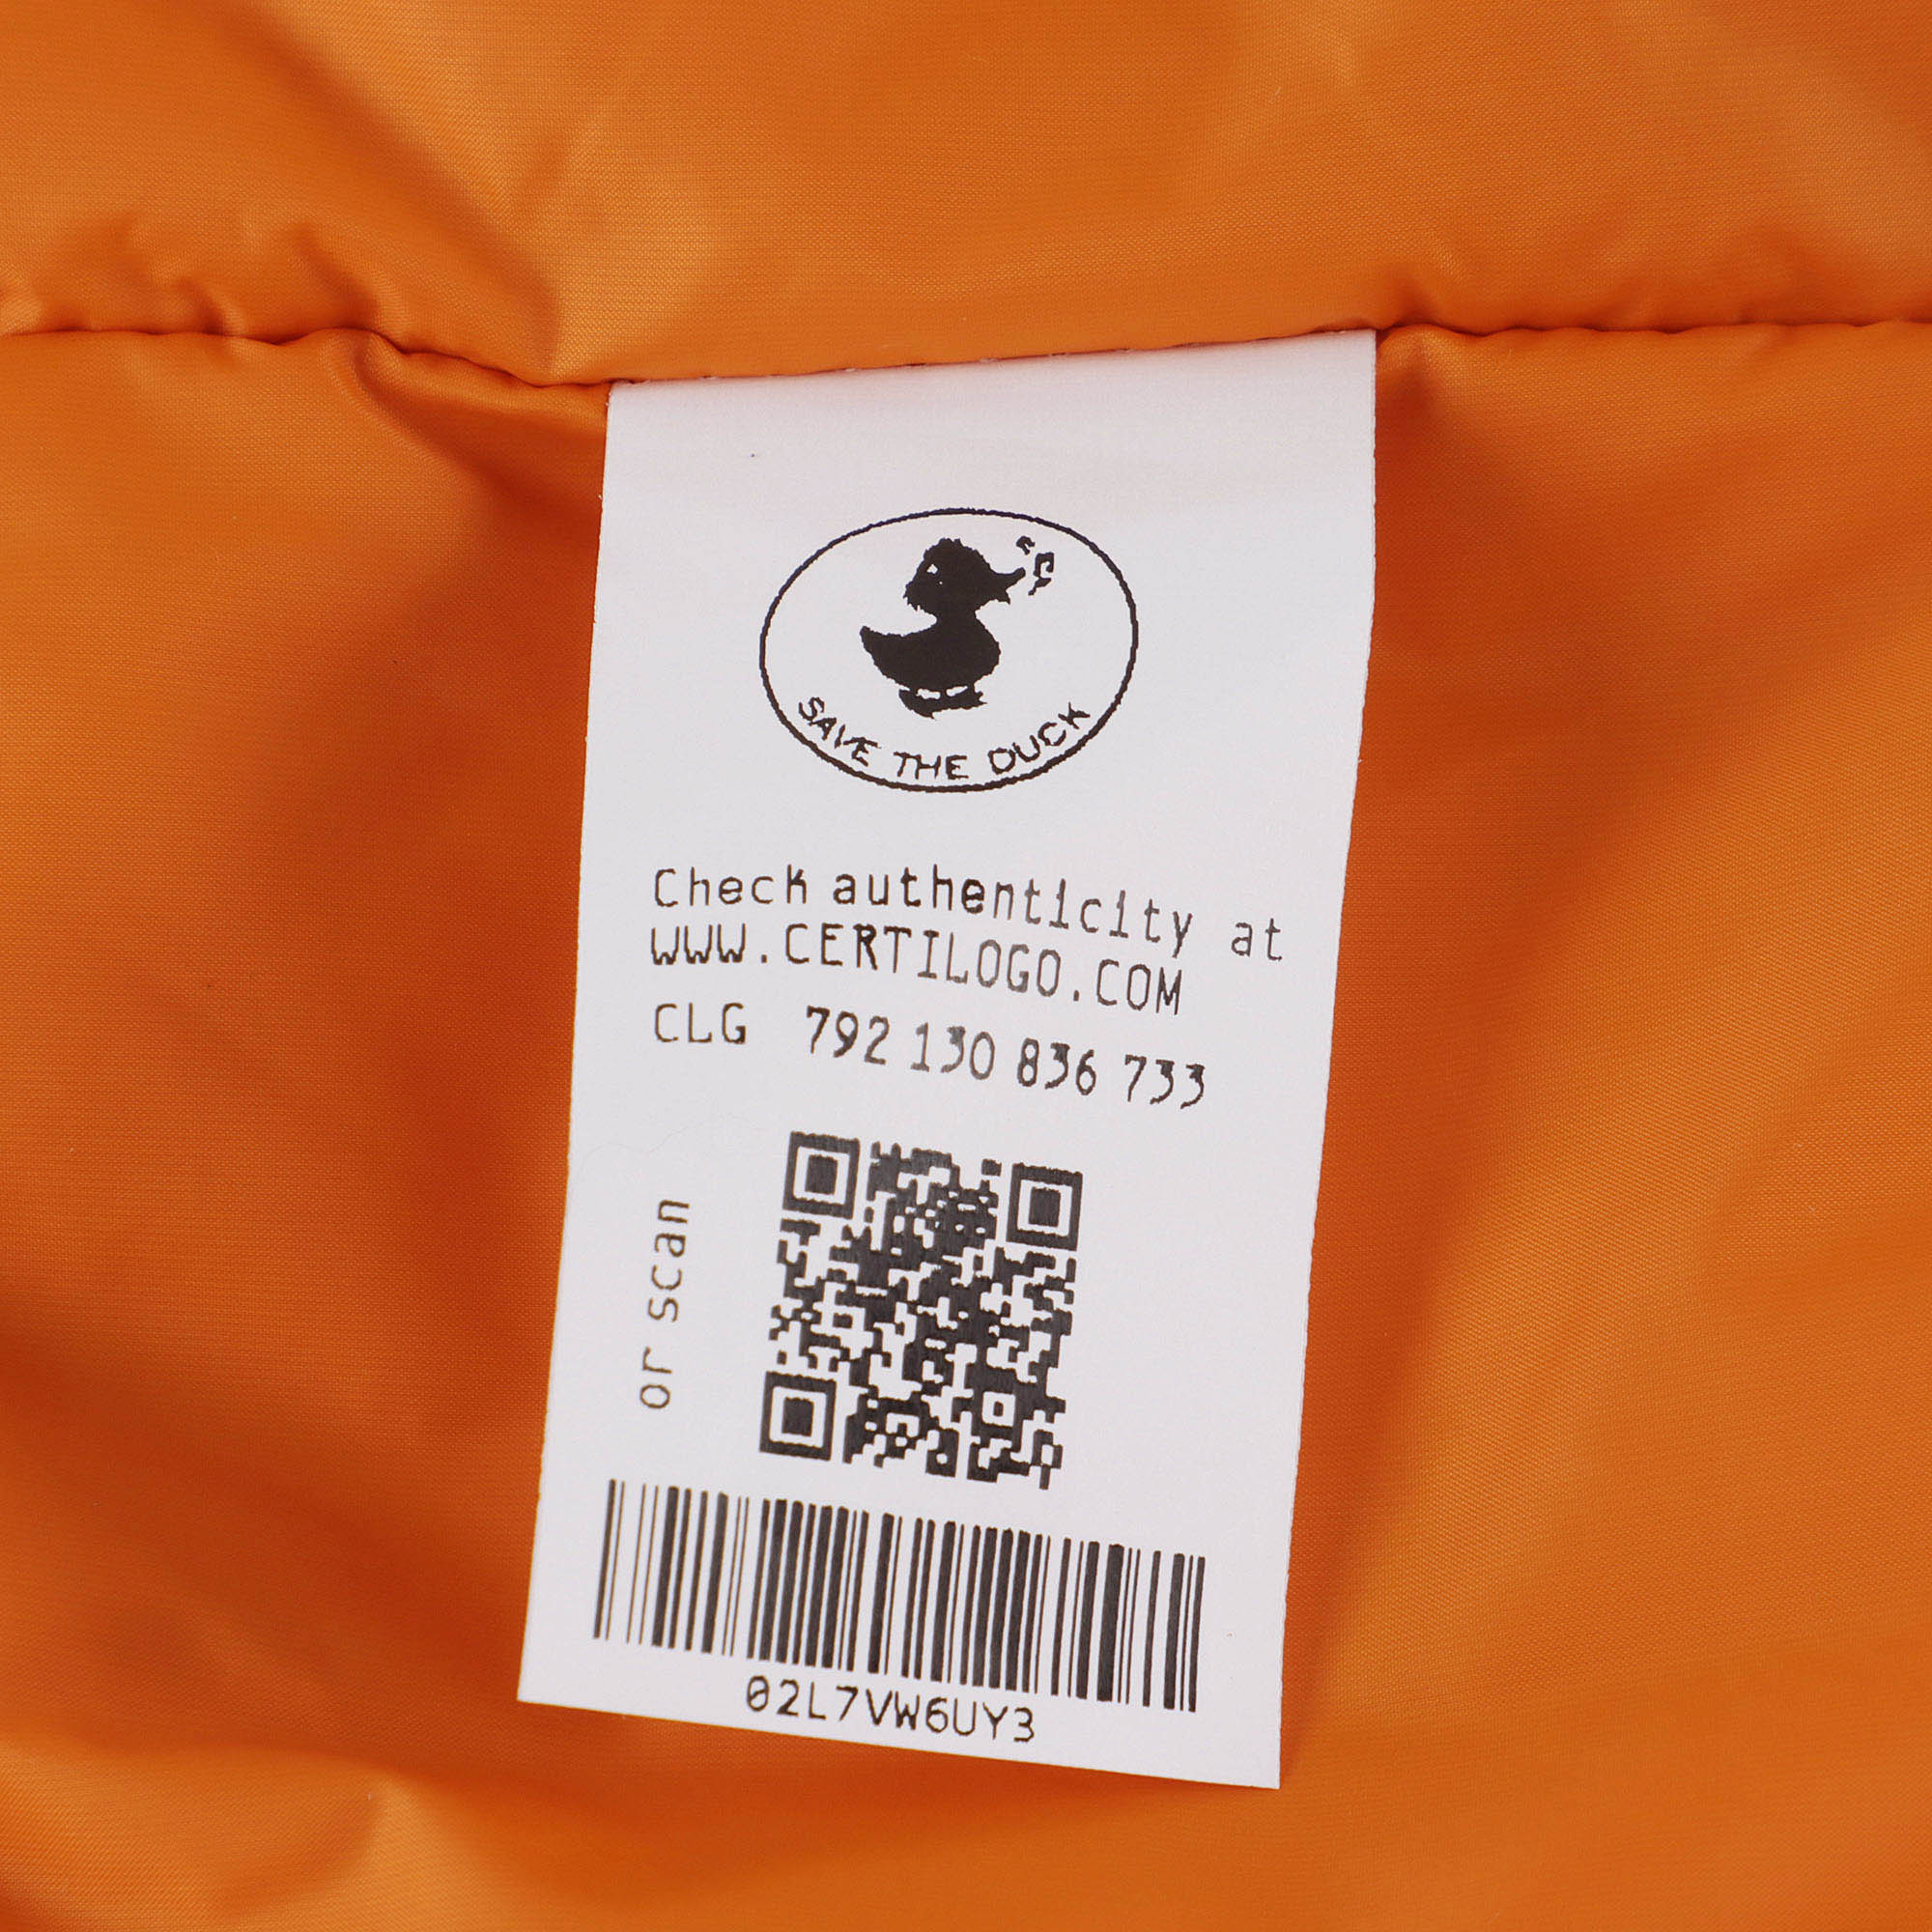 SAVE THE DUCK
Check authenticity at
WWW.CERTILOGO.COM
CLG 792 130 836 733
or scan
02L7VW6UY3